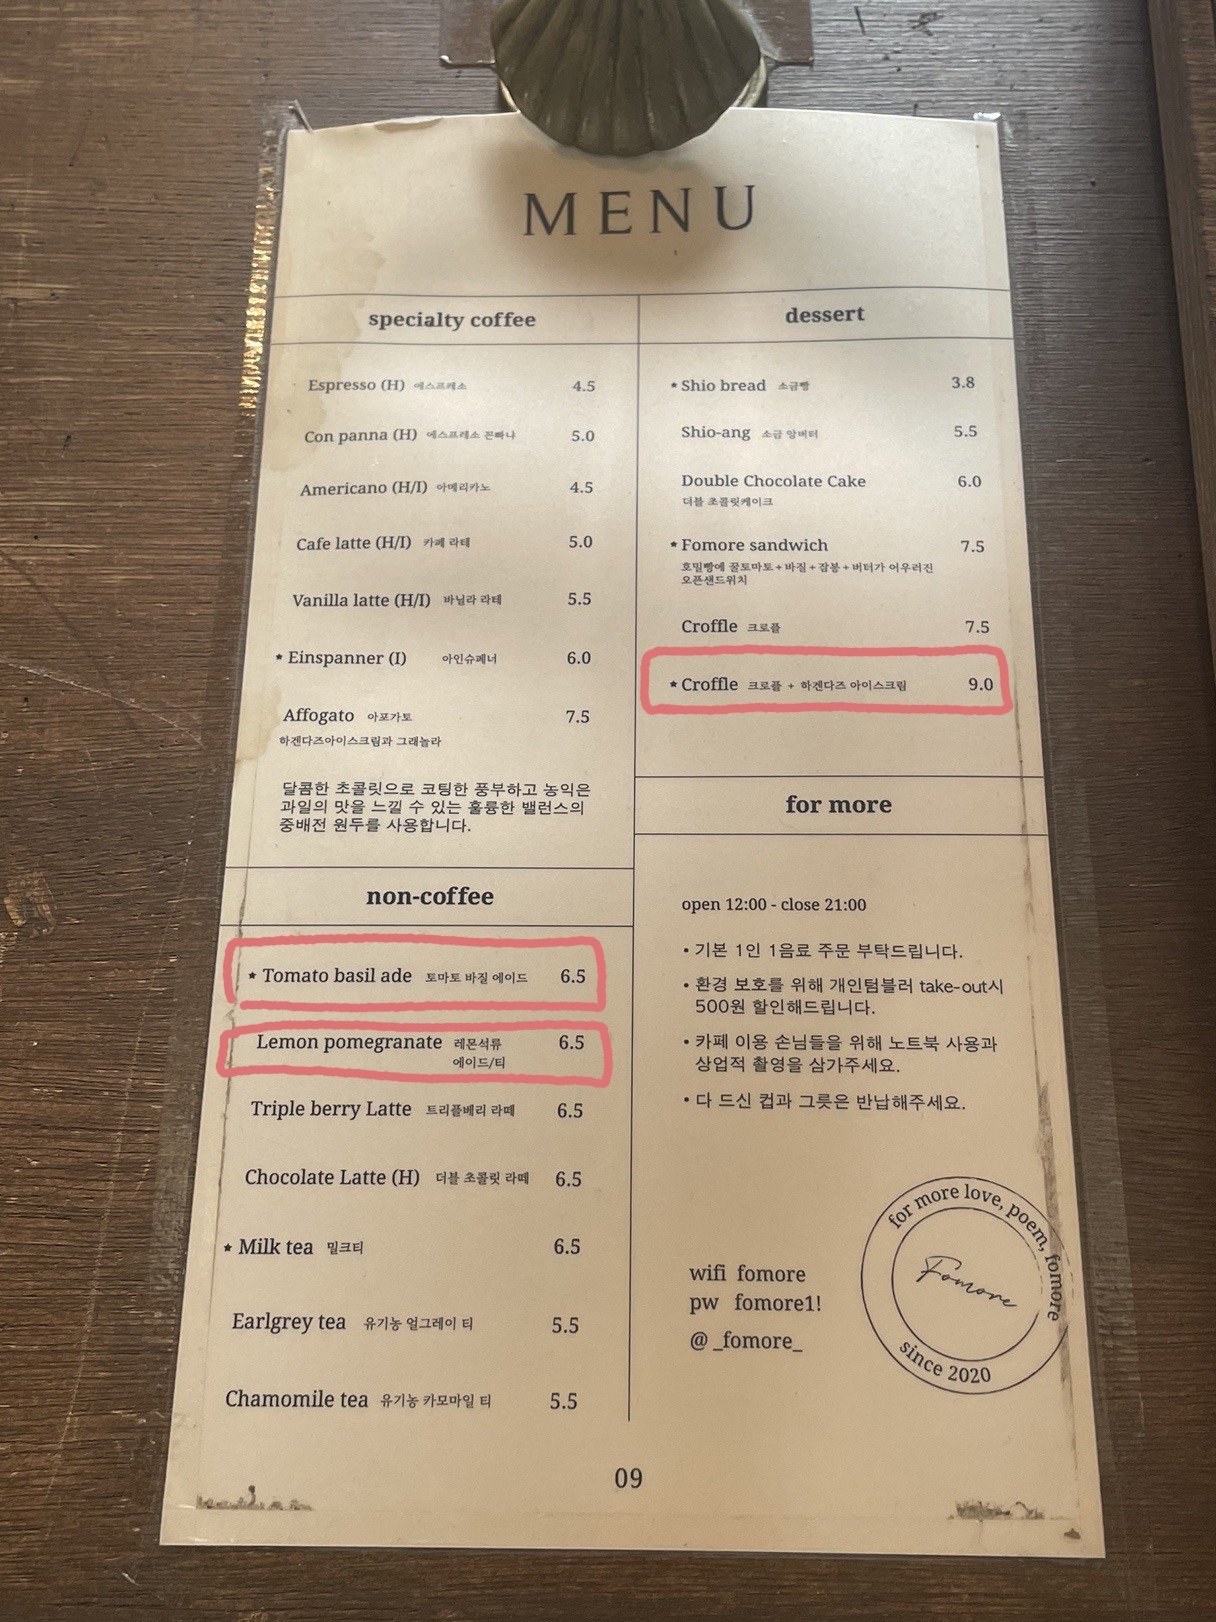 MENU
specialty coffee
Espresso (H) 에스프레소 4.5
Con panna (H) 에스프레소 꼰빠냐 5.0
Americano (H/I) 아메리카노 4.5
Cafe latte (H/I) 카페 라테 5.0
Vanilla latte (H/I) 바닐라 라테 5.5
★ Einspanner (I) 아인슈페너 6.0
Affogato 아포가토 7.5
하겐다즈아이스크림과 그래놀라
달콤한 초콜릿으로 코팅한 풍부하고 농익은
과일의 맛을 느낄 수 있는 훌륭한 밸런스의
중배전 원두를 사용합니다.
non-coffee
★ Tomato basil ade 토마토 바질 에이드 6.5
Lemon pomegranate 레몬석류 6.5
에이드/티
Triple berry Latte 트리플베리 라떼 6.5
Chocolate Latte (H) 더블 초콜릿 라떼 6.5
★ Milk tea 밀크티 6.5
Earlgrey tea 유기농 얼그레이 티 5.5
Chamomile tea 유기농 카모마일 티 5.5
dessert
★ Shio bread 소금빵 3.8
Shio-ang 소금 앙버터 5.5
Double Chocolate Cake 6.0
더블 초콜릿케이크
★ Fomore sandwich 7.5
호밀빵에 꿀토마토+바질+잠봉+버터가 어우러진
오픈샌드위치
Croffle 크로플 7.5
★ Croffle 크로플 + 하겐다즈 아이스크림 9.0
for more
open 12:00 - close 21:00
• 기본 1인 1음료 주문 부탁드립니다.
• 환경 보호를 위해 개인텀블러 take-out시
500원 할인해드립니다.
• 카페 이용 손님들을 위해 노트북 사용과
상업적 촬영을 삼가주세요.
• 다 드신 컵과 그릇은 반납해주세요.
wifi fomore
pw fomore1!
@ _fomore_
for more love, poem, fomore
Fomore
since 2020
09